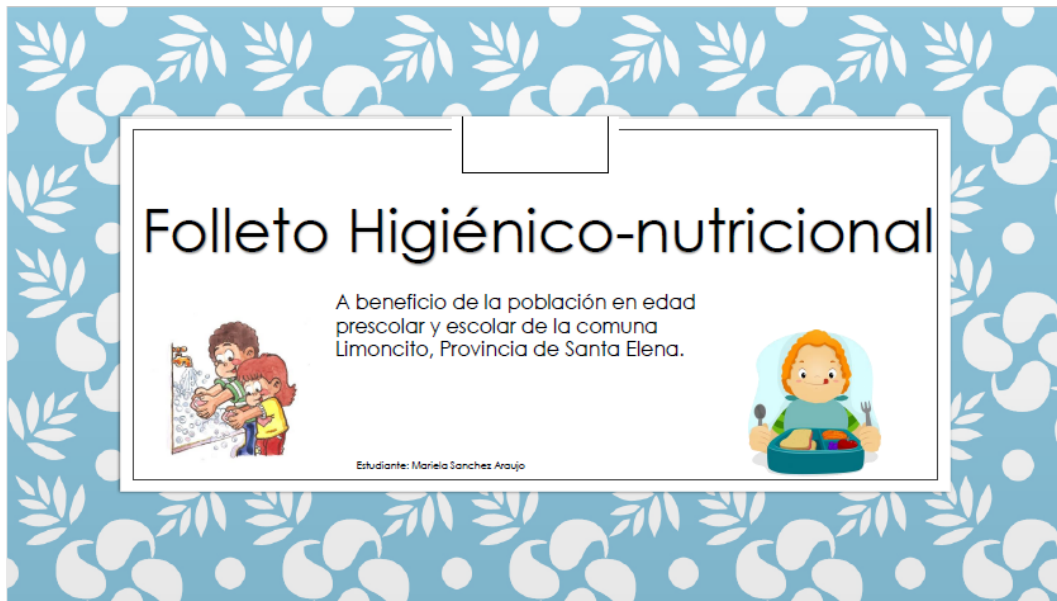 Folleto Higiénico-nutricional
A beneficio de la población en edad
prescolar y escolar de la comuna
Limoncito, Provincia de Santa Elena.
Estudiante: Mariela Sanchez Araujo